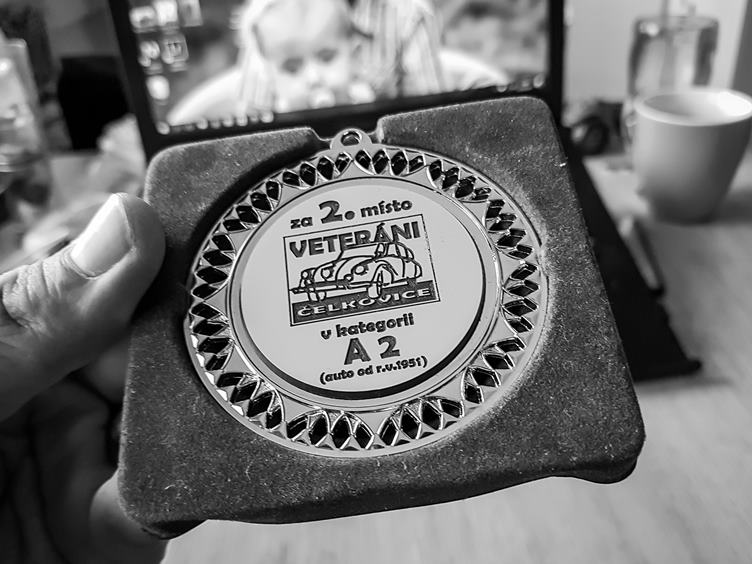 za 2. místo
VETERÁNI
ČELKOVICE
v kategorii
A 2
(auto od r.v.1951)